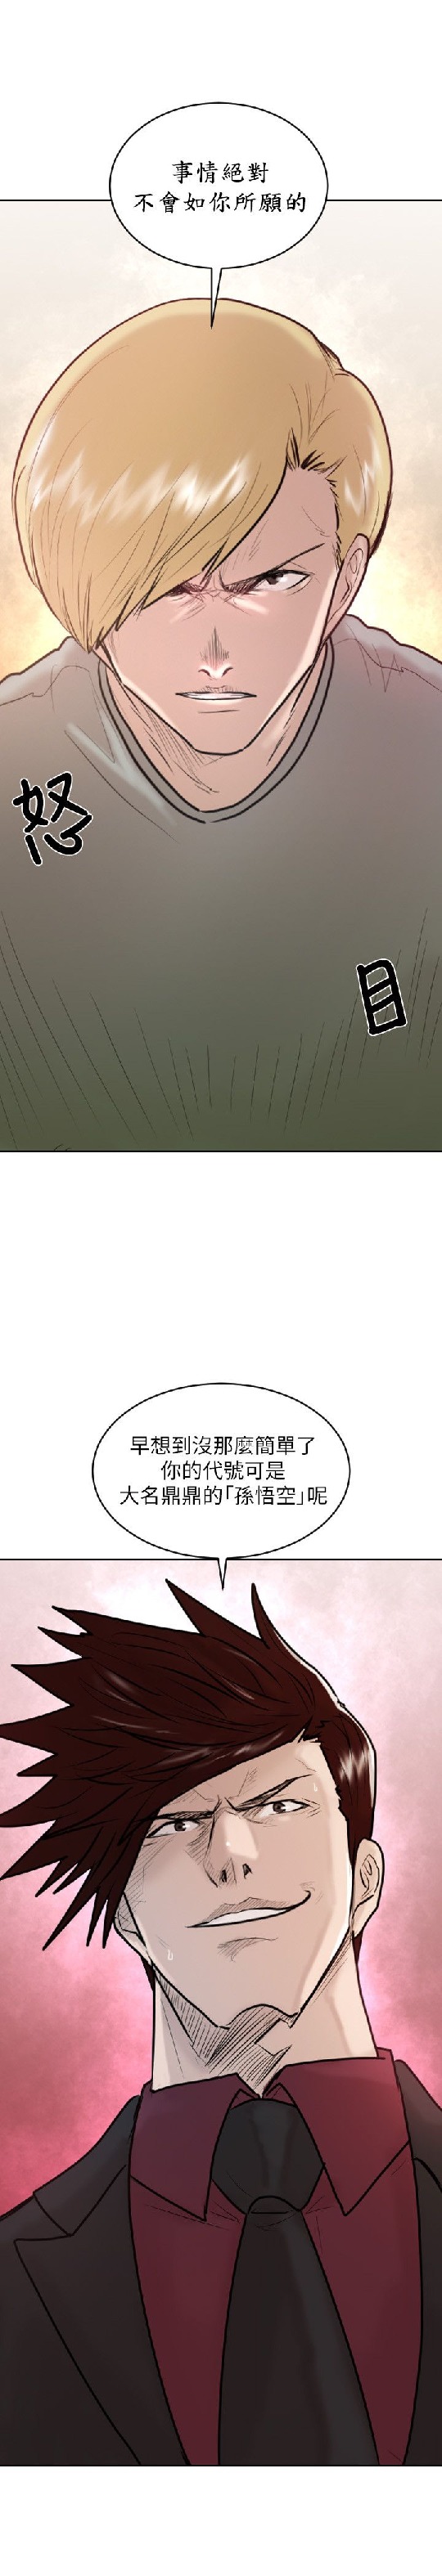 事情絕對
不會如你所願的
怒
目
早想到沒那麼簡單了
你的代號可是
大名鼎鼎的「孫悟空」呢